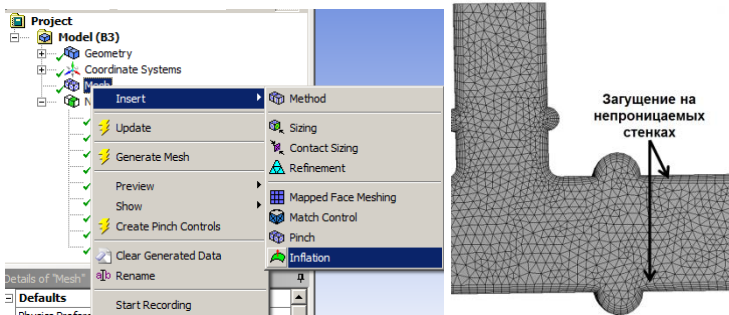 Project
Model (B3)
Geometry
Coordinate Systems
Mesh
N
Insert
Update
Generate Mesh
Preview
Show
Create Pinch Controls
Clear Generated Data
Rename
Start Recording
Method
Sizing
Contact Sizing
Refinement
Mapped Face Meshing
Match Control
Pinch
Inflation
Details of "Mesh"
Defaults
Загущение на
непроницаемых
стенках